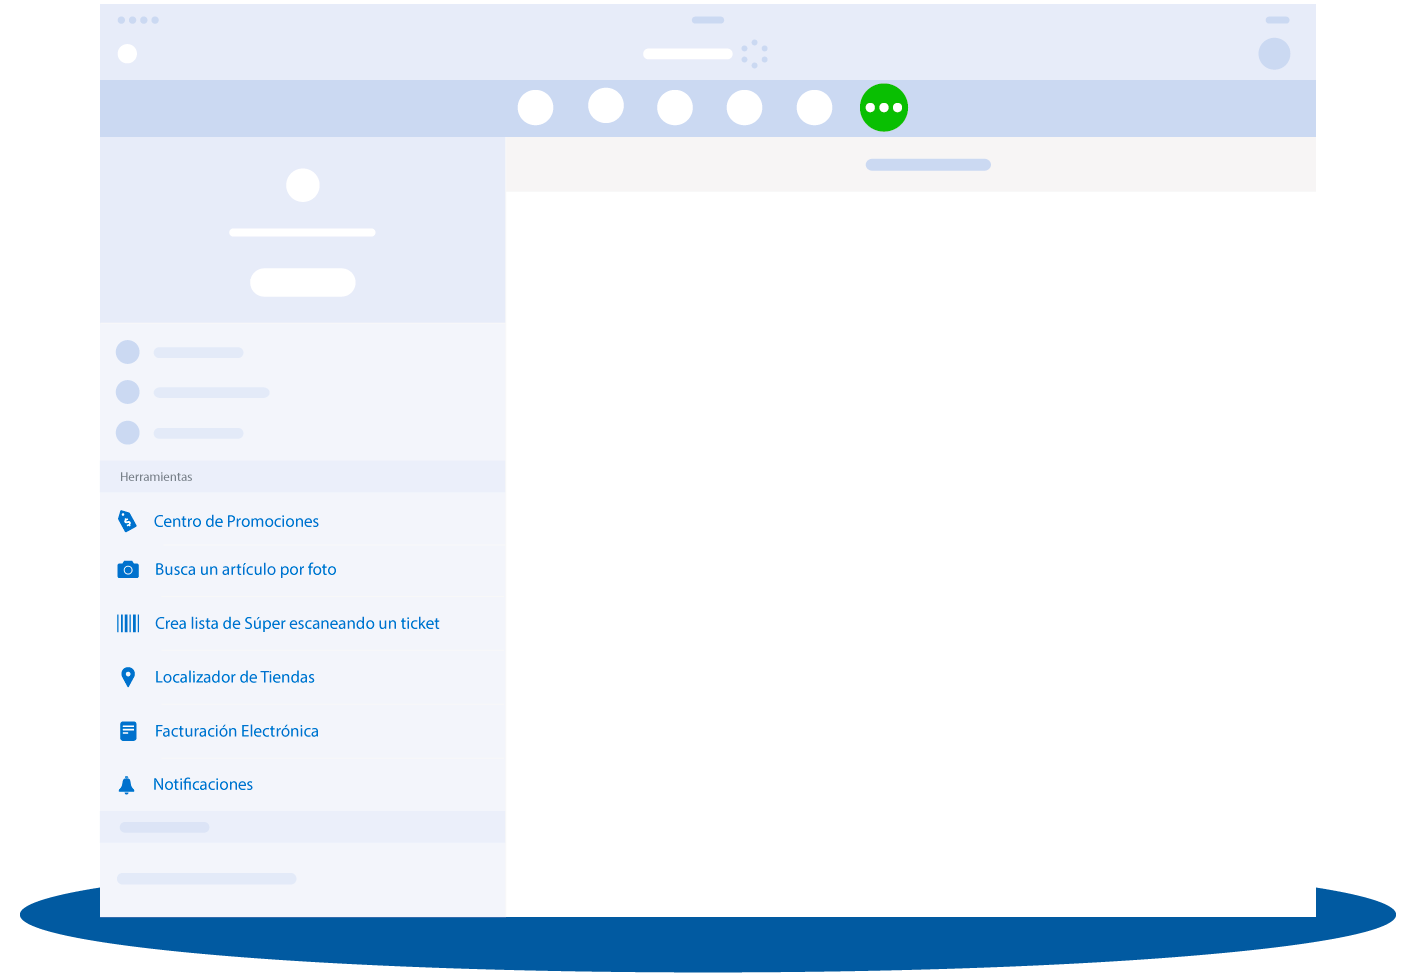 Herramientas
Centro de Promociones
Busca un artículo por foto
Crea lista de Súper escaneando un ticket
Localizador de Tiendas
Facturación Electrónica
Notificaciones